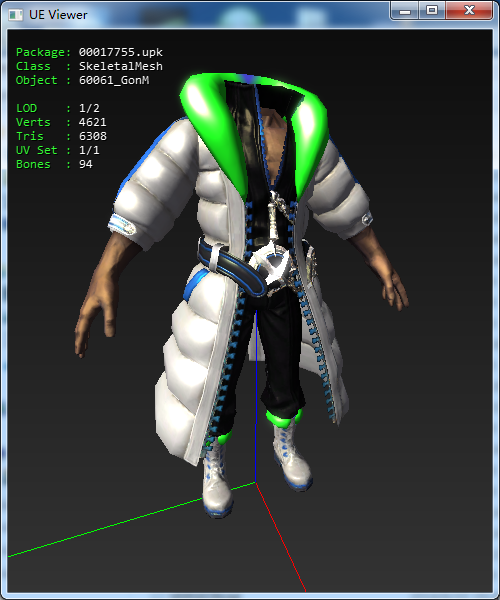 UE Viewer
Package: 00017755.upk
Class : SkeletalMesh
Object : 60061_GonM
LOD : 1/2
Verts : 4621
Tris : 6308
UV Set : 1/1
Bones : 94